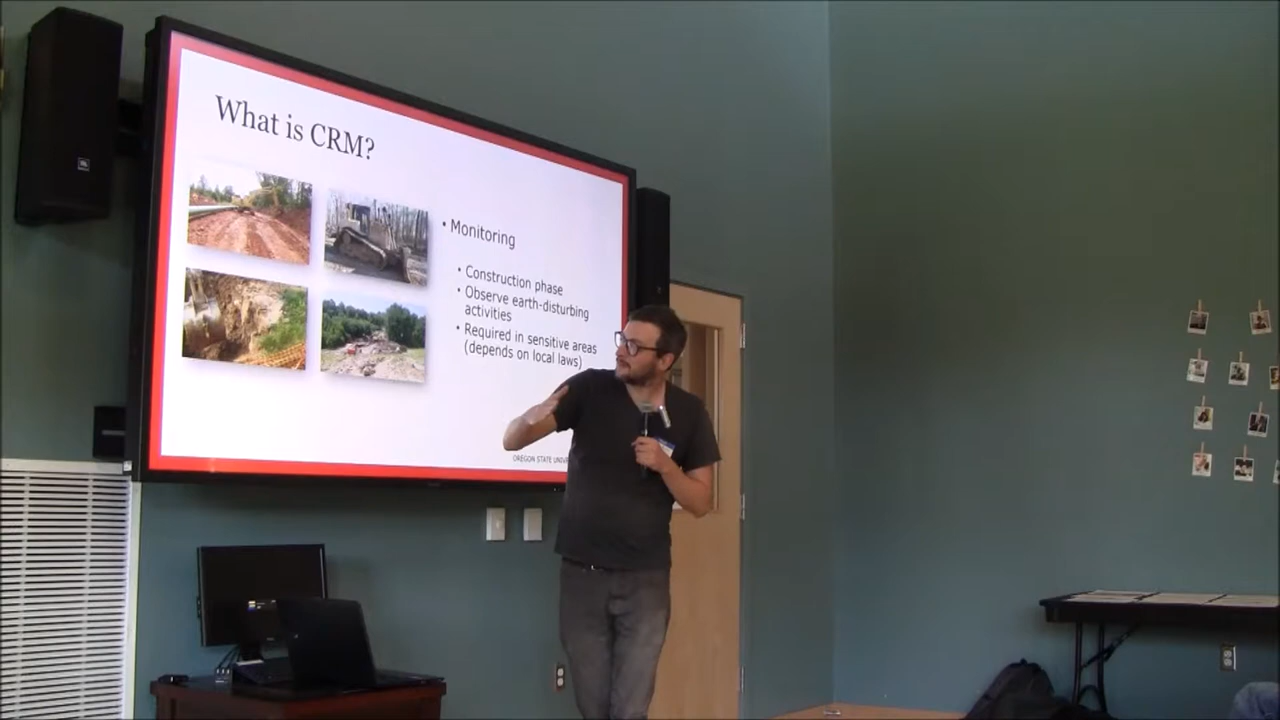 What is CRM?
• Monitoring
• Construction phase
• Observe earth-disturbing
activities
• Required in sensitive areas
(depends on local laws)
OREGON STATE
JBL